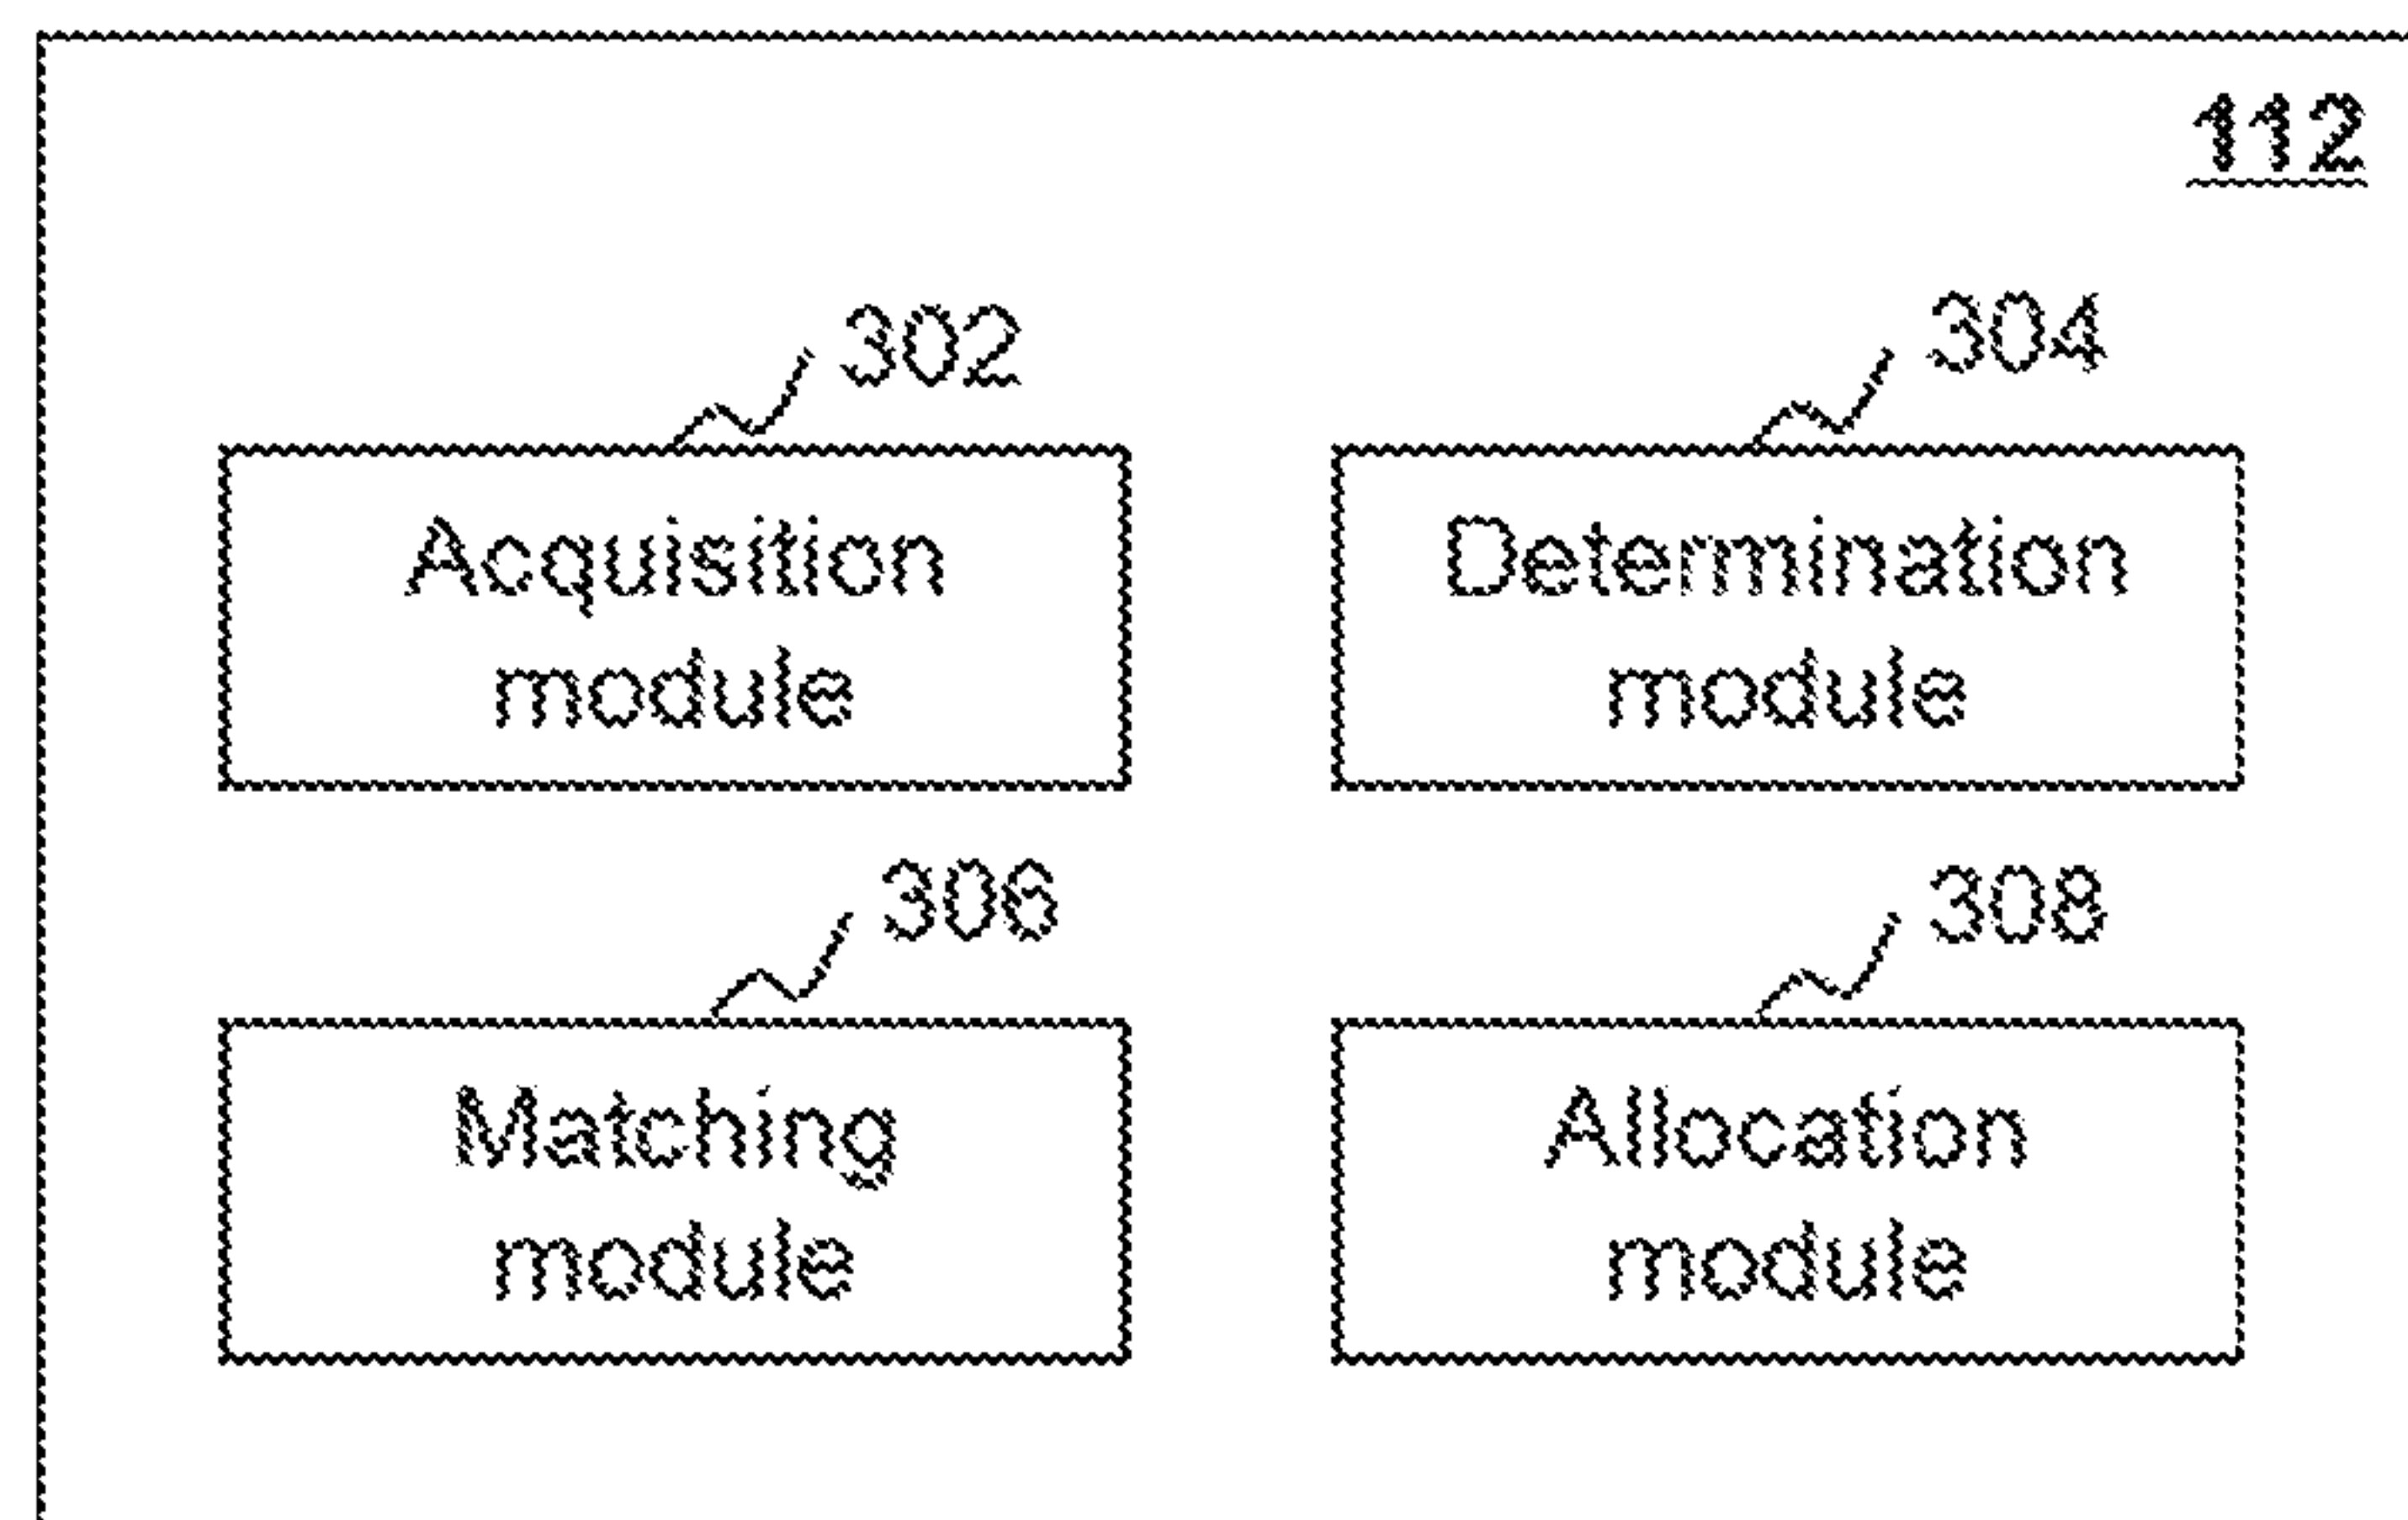 112
302
304
Acquisition
module
Determination
module
306
308
Matching
module
Allocation
module